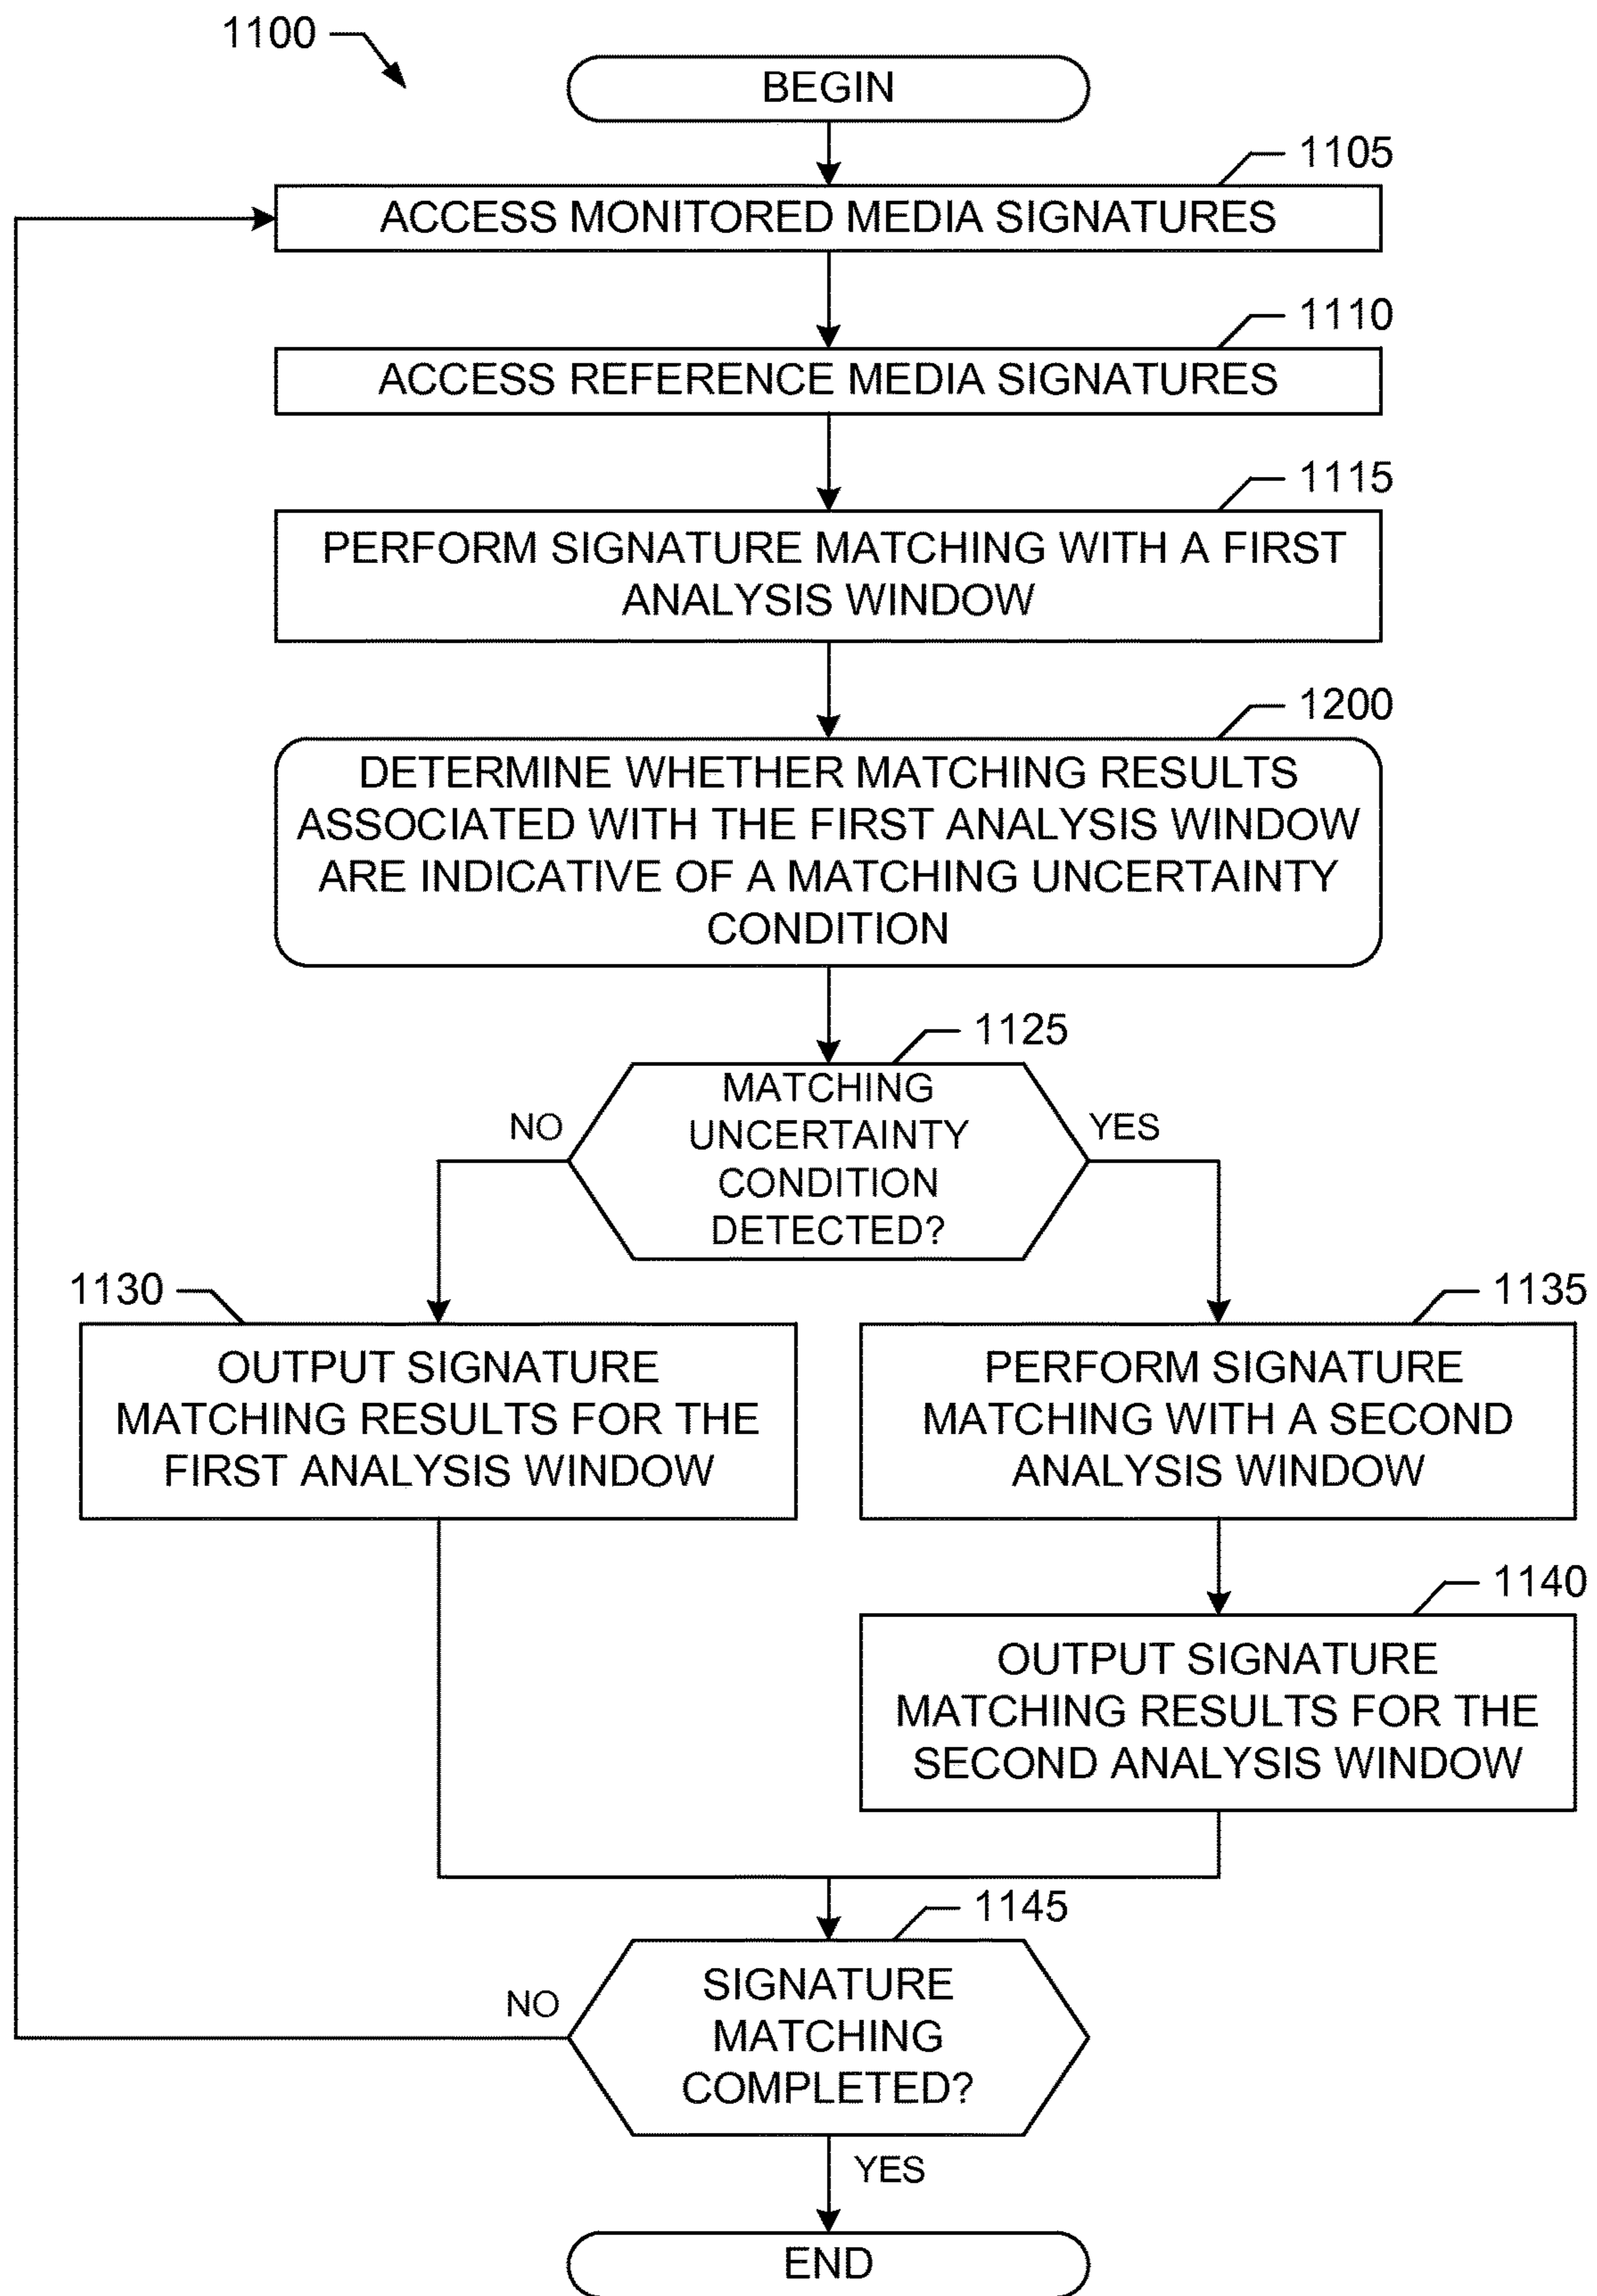 1100
BEGIN
1105
ACCESS MONITORED MEDIA SIGNATURES
1110
ACCESS REFERENCE MEDIA SIGNATURES
1115
PERFORM SIGNATURE MATCHING WITH A FIRST
ANALYSIS WINDOW
1200
DETERMINE WHETHER MATCHING RESULTS
ASSOCIATED WITH THE FIRST ANALYSIS WINDOW
ARE INDICATIVE OF A MATCHING UNCERTAINTY
CONDITION
1125
MATCHING
UNCERTAINTY
CONDITION
DETECTED?
NO
YES
1130
OUTPUT SIGNATURE
MATCHING RESULTS FOR THE
FIRST ANALYSIS WINDOW
1135
PERFORM SIGNATURE
MATCHING WITH A SECOND
ANALYSIS WINDOW
1140
OUTPUT SIGNATURE
MATCHING RESULTS FOR THE
SECOND ANALYSIS WINDOW
1145
SIGNATURE
MATCHING
COMPLETED?
NO
YES
END